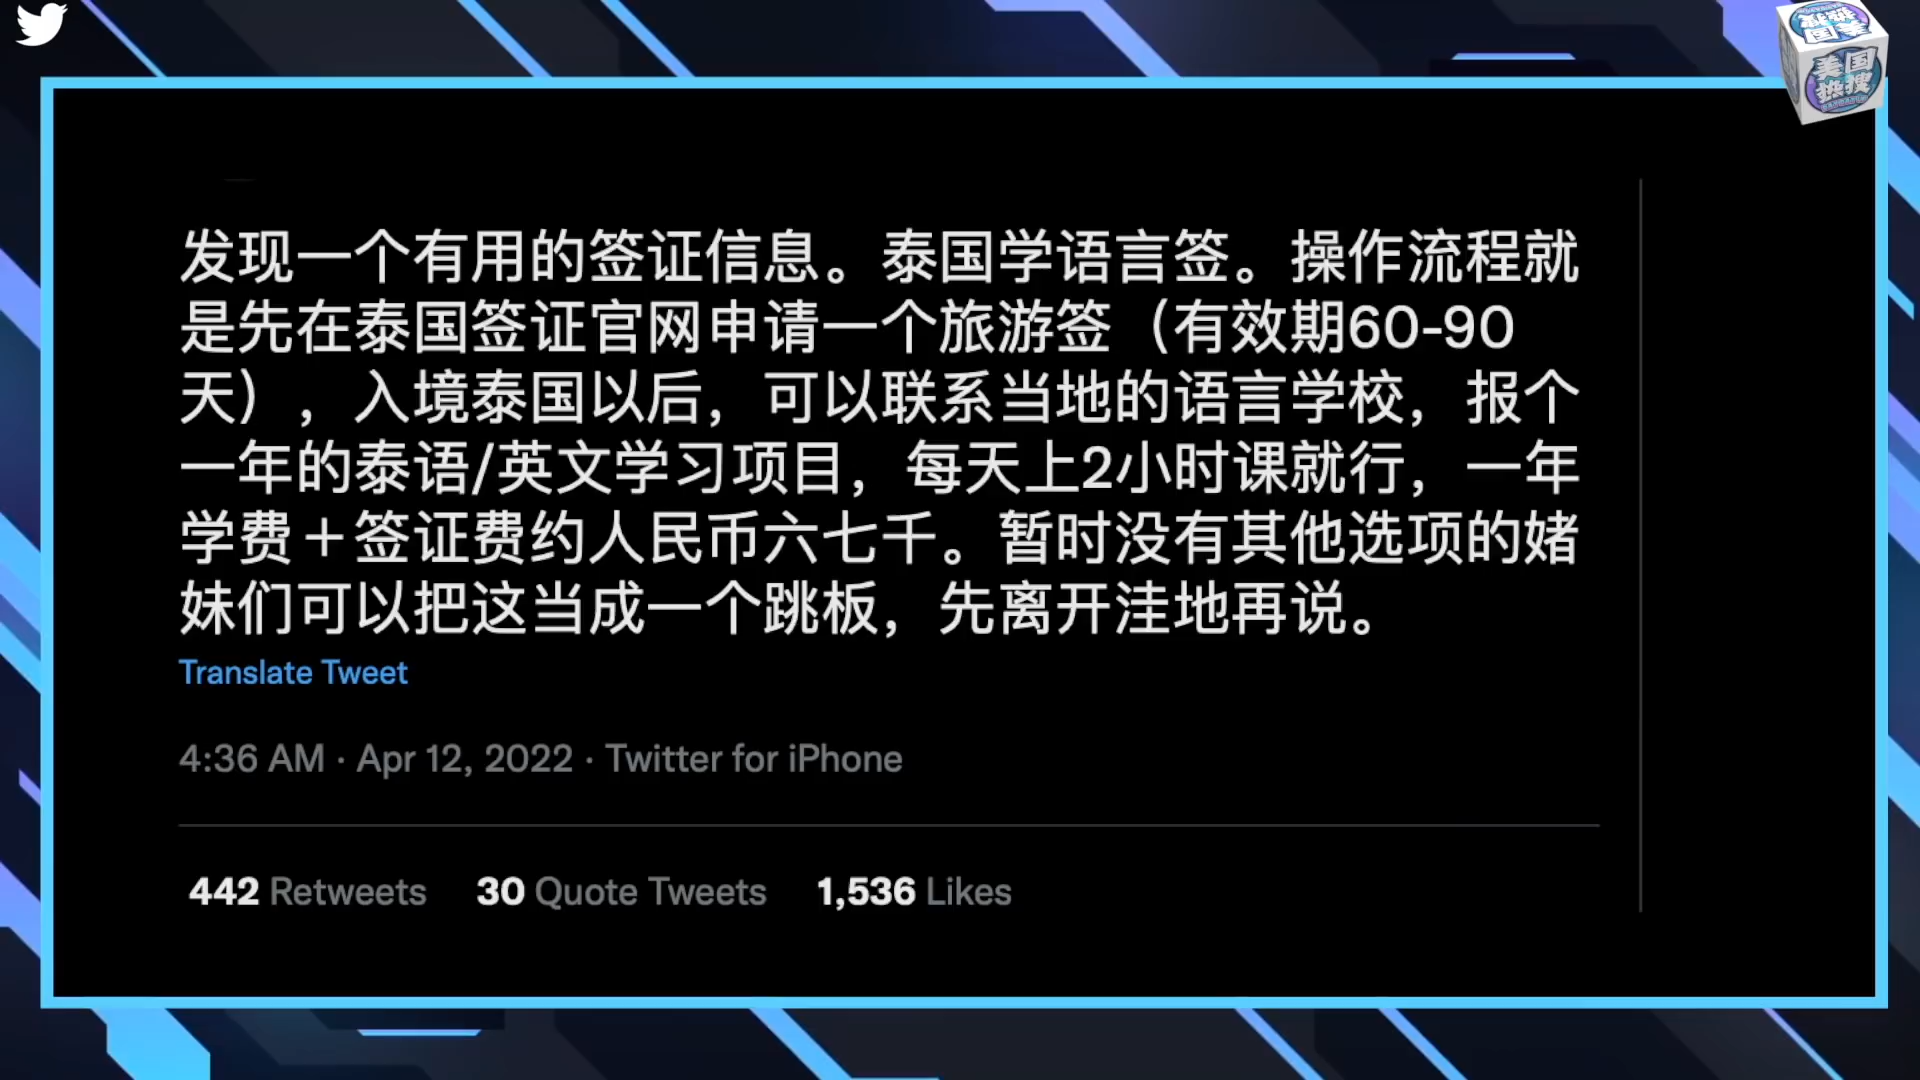 美国
热搜
发现一个有用的签证信息。泰国学语言签。操作流程就
是先在泰国签证官网申请一个旅游签（有效期60-90
天），入境泰国以后，可以联系当地的语言学校，报个
一年的泰语/英文学习项目，每天上2小时课就行，一年
学费＋签证费约人民币六七千。暂时没有其他选项的媎
妹们可以把这当成一个跳板，先离开洼地再说。
Translate Tweet
4:36 AM · Apr 12, 2022 · Twitter for iPhone
442 Retweets 30 Quote Tweets 1,536 Likes